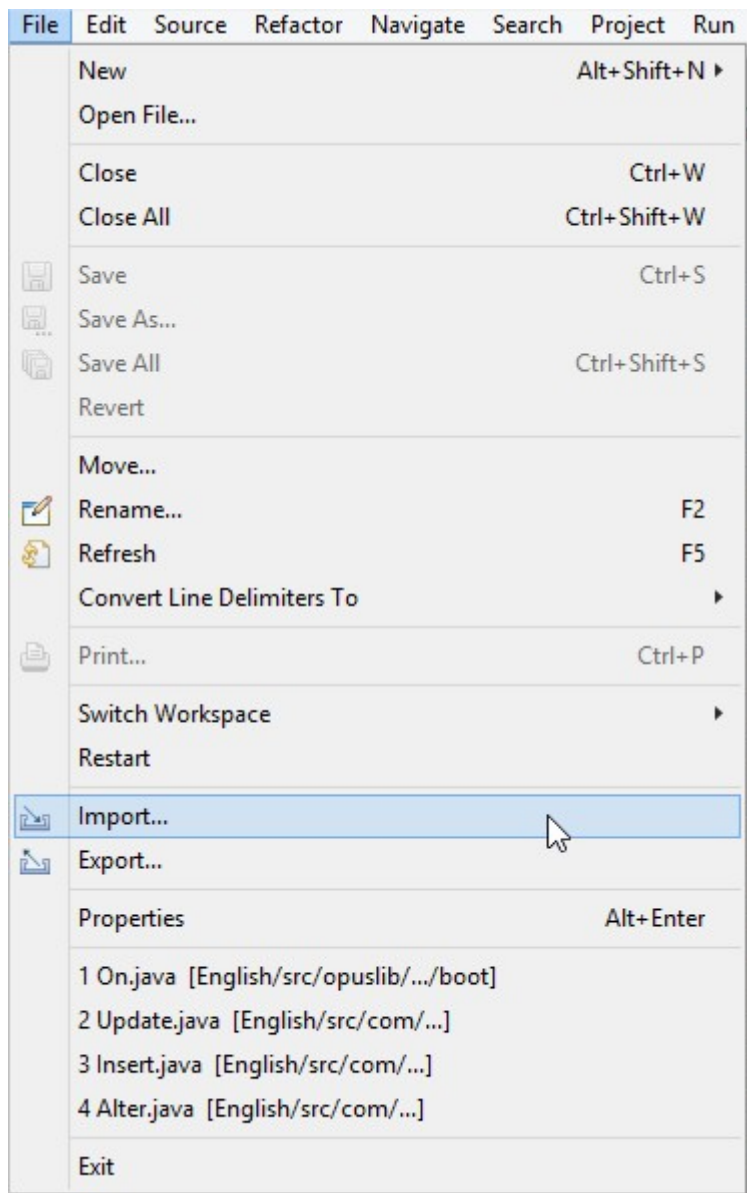 File Edit Source Refactor Navigate Search Project Run
New Alt+Shift+N
Open File...
Close Ctrl+W
Close All Ctrl+Shift+W
Save Ctrl+S
Save As...
Save All Ctrl+Shift+S
Revert
Move...
Rename... F2
Refresh F5
Convert Line Delimiters To
Print... Ctrl+P
Switch Workspace
Restart
Import...
Export...
Properties Alt+Enter
1 On.java [English/src/opuslib/.../boot]
2 Update.java [English/src/com/...]
3 Insert.java [English/src/com/...]
4 Alter.java [English/src/com/...]
Exit